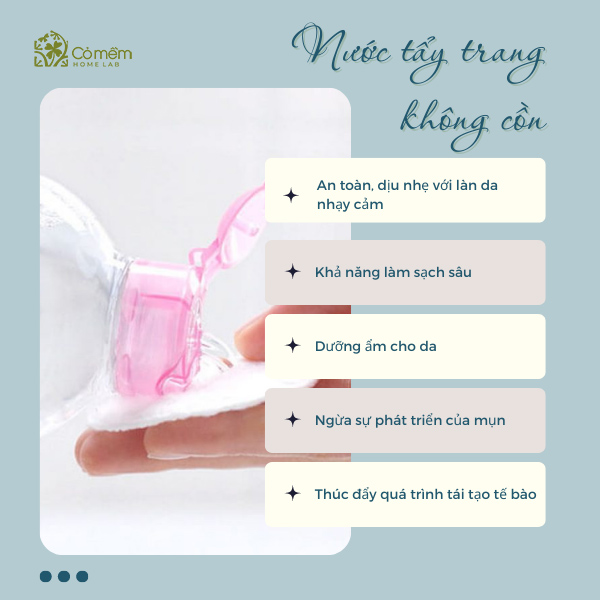 Cỏ mềm
HOME LAB
Nước tẩy trang
không cồn
An toàn, dịu nhẹ với làn da
nhạy cảm
Khả năng làm sạch sâu
Dưỡng ẩm cho da
Ngừa sự phát triển của mụn
Thúc đẩy quá trình tái tạo tế bào